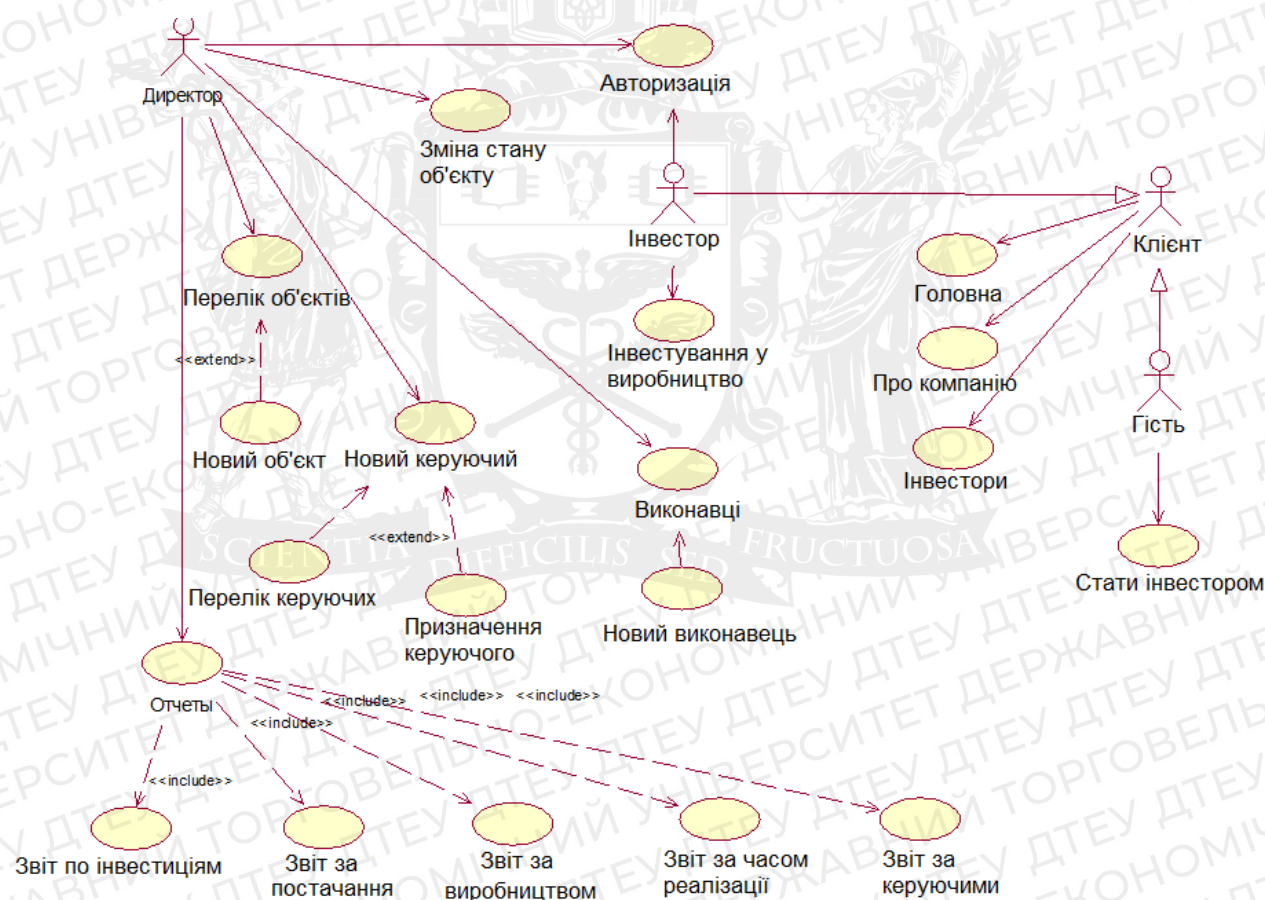 Директор
Авторизація
Зміна стану
об'єкту
Інвестор
Клієнт
Перелік об'єктів
Головна
<<extend>>
Інвестування у
виробництво
Про компанію
Гість
Новий об'єкт
Новий керуючий
Інвестори
Виконавці
<<extend>>
Перелік керуючих
Стати інвестором
Призначення
керуючого
Новий виконавець
Отчеты
<<include>>
<<include>>
<<include>>
<<include>>
<<include>>
Звіт по інвестиціям
Звіт за
постачання
Звіт за
виробництвом
Звіт за часом
реалізації
Звіт за
керуючими